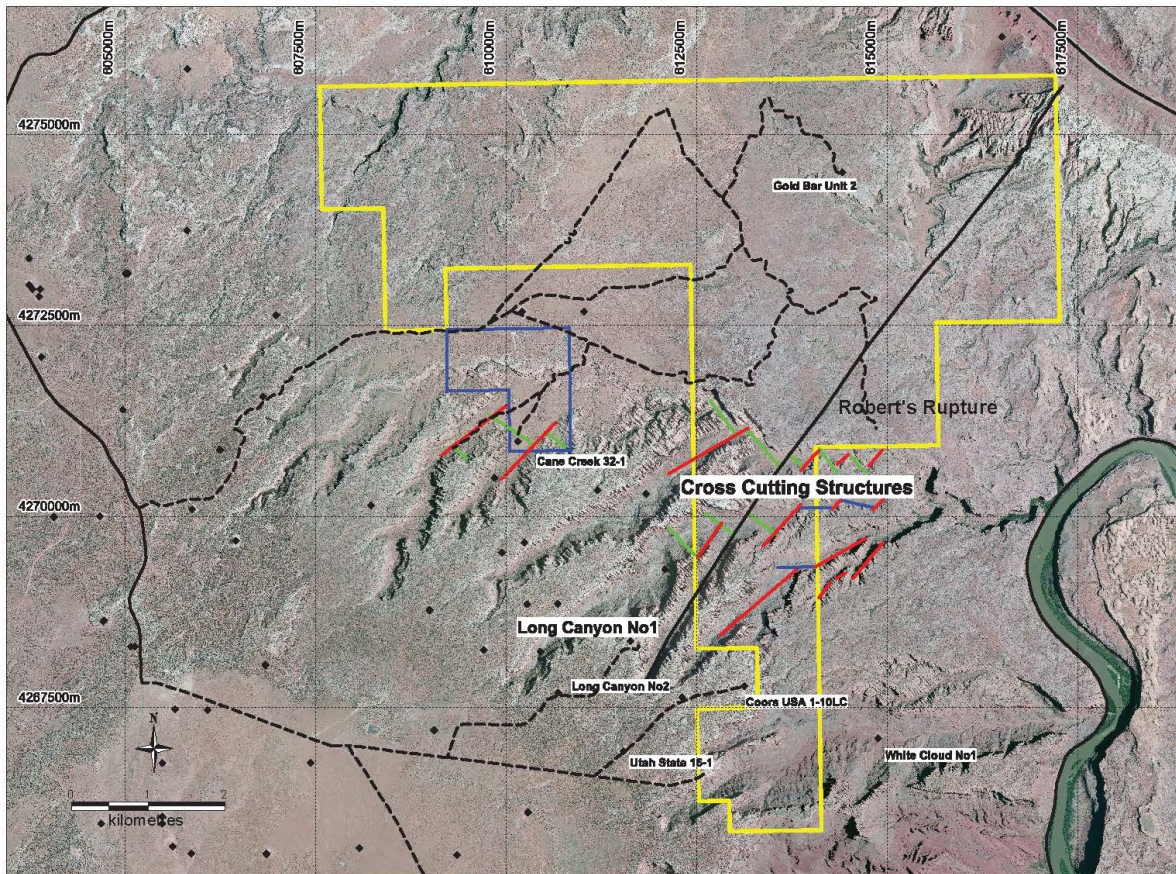 605000m
607500m
610000m
612500m
615000m
617500m
4275000m
Gold Bar Unit 2
4272500m
Robert's Rupture
Cane Creek 32-1
Cross Cutting Structures
4270000m
Long Canyon No1
Long Canyon No2
4267500m
Coors USA 1-10LC
N
White Cloud No1
Utah State 16-1
0 1 2
kilometres